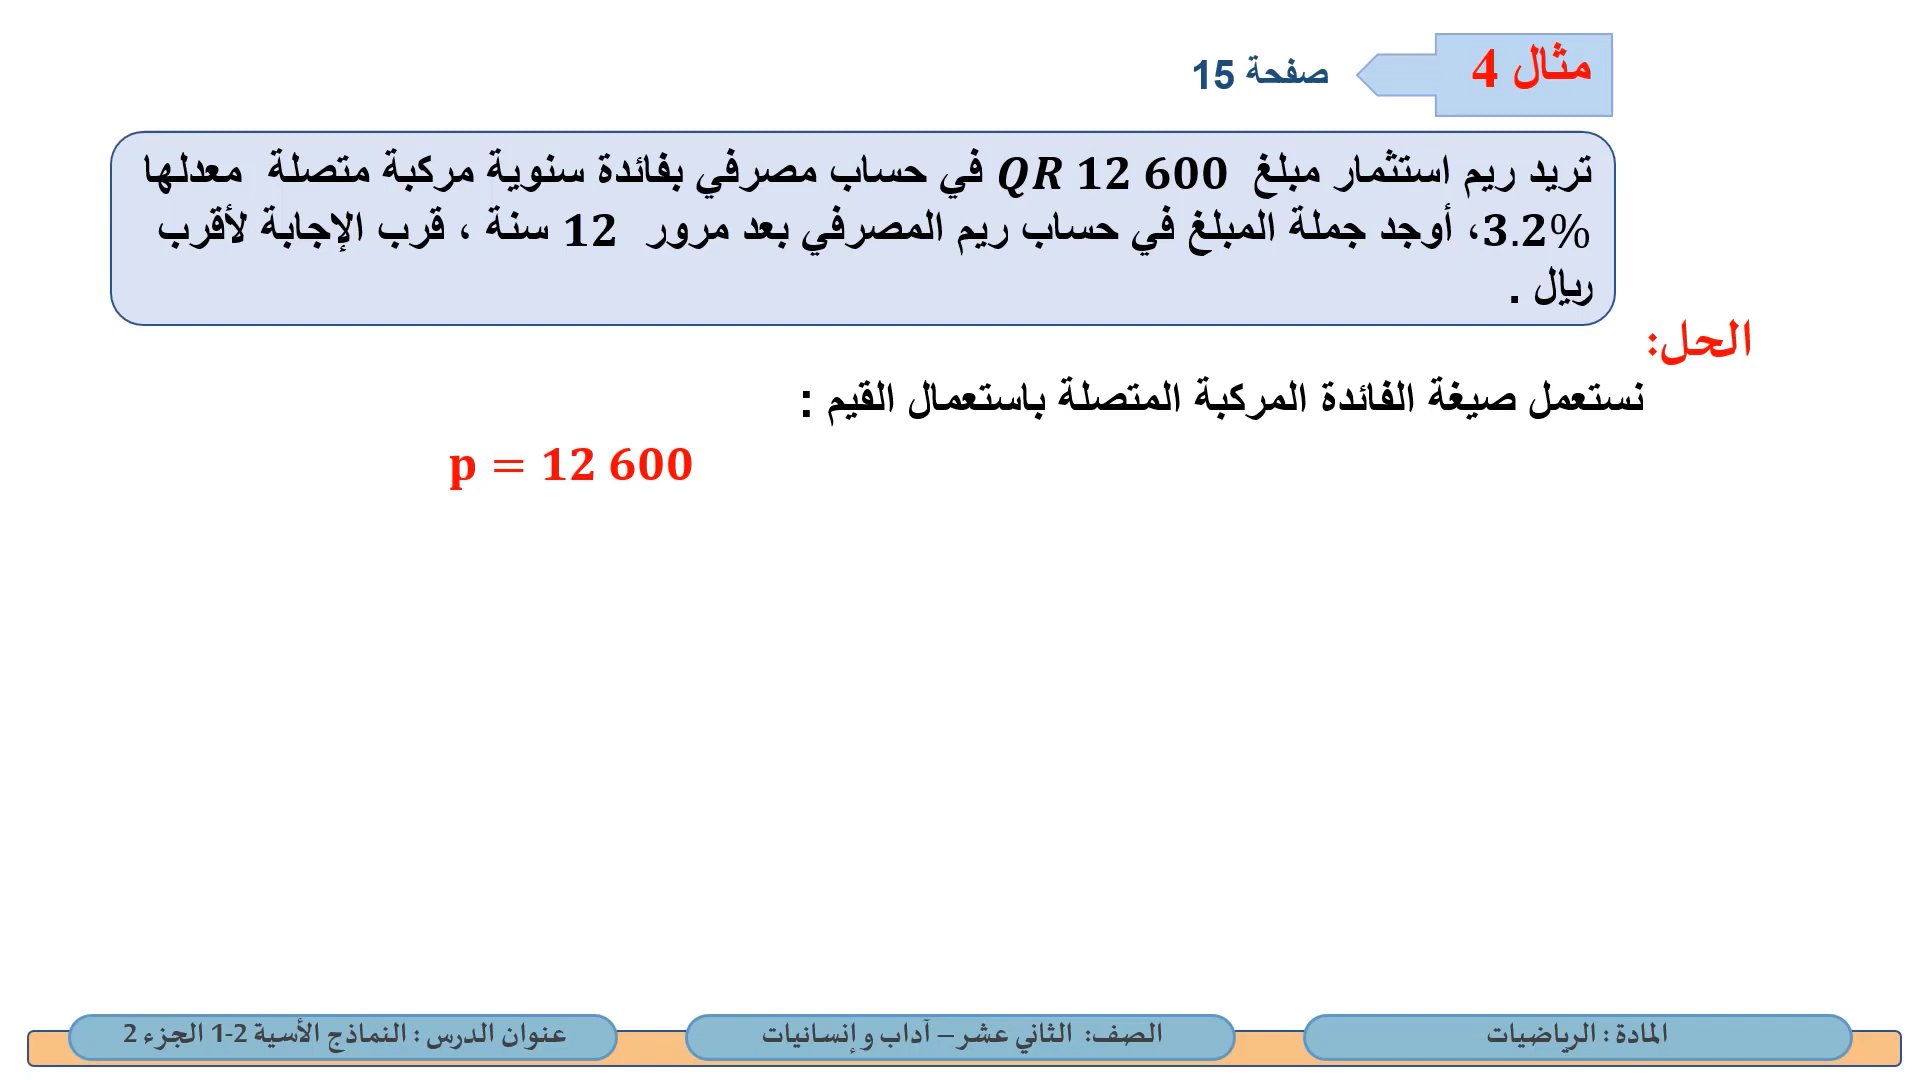 مثال 4
صفحة 15
تريد ريم استثمار مبلغ QR 12 600 في حساب مصرفي بفائدة سنوية مركبة متصلة معدلها
3.2%، أوجد جملة المبلغ في حساب ريم المصرفي بعد مرور 12 سنة ، قرب الإجابة لأقرب
ريال .
الحل:
نستعمل صيغة الفائدة المركبة المتصلة باستعمال القيم :
p = 12 600
المادة : الرياضيات
الصف: الثاني عشر – آداب و إنسانيات
عنوان الدرس : النماذج الأسية 2-1 الجزء 2